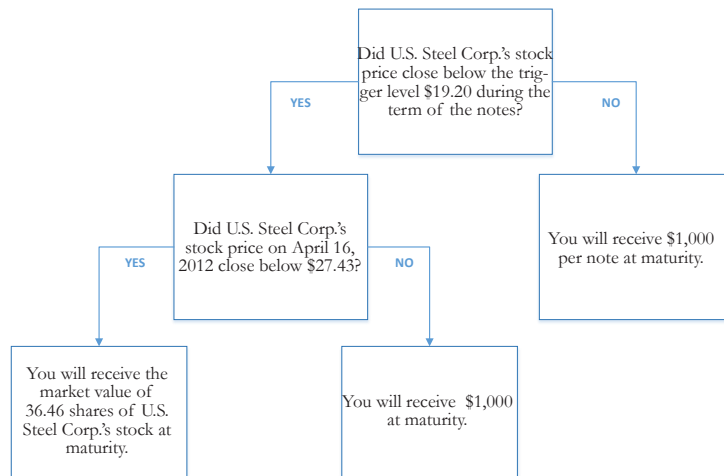 Did U.S. Steel Corp.'s stock
price close below the trig-
ger level $19.20 during the
term of the notes?
YES
NO
Did U.S. Steel Corp.'s
stock price on April 16,
2012 close below $27.43?
You will receive $1,000
per note at maturity.
YES
NO
You will receive the
market value of
36.46 shares of U.S.
Steel Corp.'s stock at
maturity.
You will receive $1,000
at maturity.